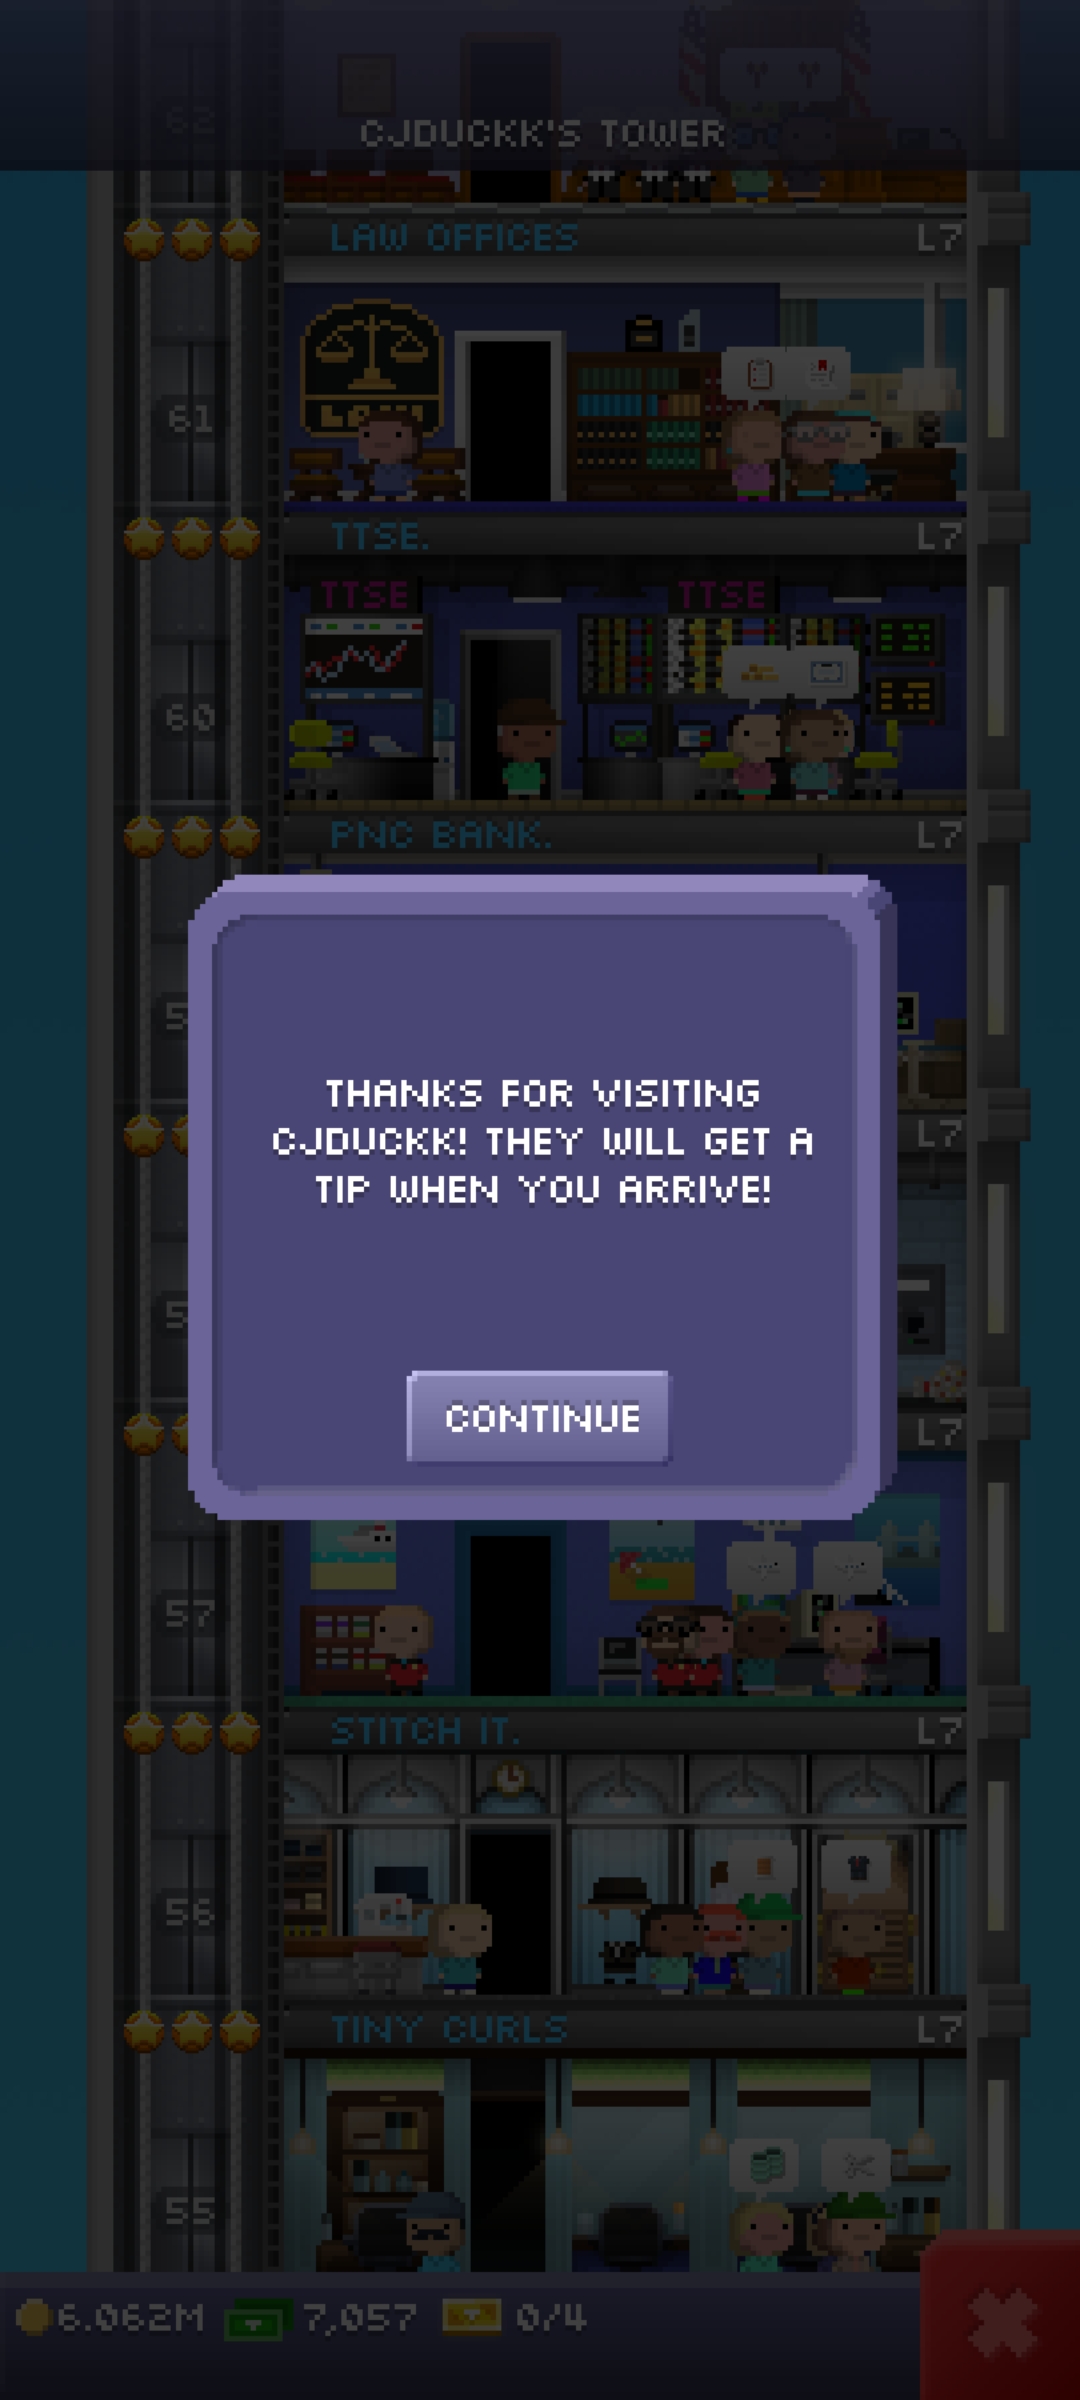 62
CJDUCKK'S TOWER
LAW OFFICES L7
61
LAW
TTSE. L7
TTSE TTSE
60
PNC BANK. L7
5
THANKS FOR VISITING
CJDUCKK! THEY WILL GET A
TIP WHEN YOU ARRIVE!
L7
5
CONTINUE
L7
57
STITCH IT. L7
56
TINY CURLS L7
55
6.062M 7,057 0/4